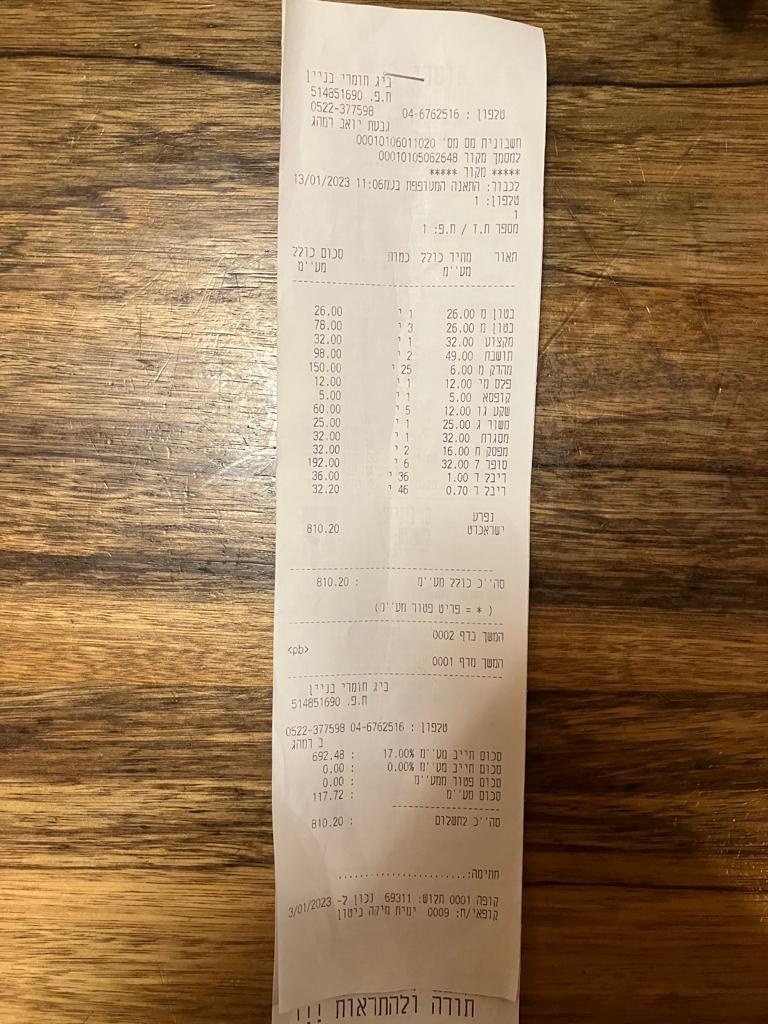 ביג חומרי בניין
ח.פ. 514851690
טלפון : 04-6762516 0522-377598
גבעת יואב רמהג
חשבונית מס מס' 00010106011020
למסמך מקור 00010105062648
***** מקור *****
לכבוד: התאנה המעופפת בעמ 11:06 13/01/2023
טלפון: 1
1
מספר ת.ז / ח.פ: 1
תאור מחיר כולל מע''מ כמות סכום כולל מע''מ
בטון מ 26.00 1 י' 26.00
בטון מ 26.00 3 י' 78.00
מקצוע 32.00 1 י' 32.00
תושבת 49.00 2 י' 98.00
מהדק מ 6.00 25 י' 150.00
פלס מי 12.00 1 י' 12.00
קופסא 5.00 1 י' 5.00
שקע גו 12.00 5 י' 60.00
משור ג 25.00 1 י' 25.00
מסגרת 32.00 1 י' 32.00
מפסק ח 16.00 2 י' 32.00
סופר 7 32.00 6 י' 192.00
דיבל ר 1.00 36 י' 36.00
דיבל ר 0.70 46 י' 32.20
נפרע
ישראכרט 810.20
סה''כ כולל מע''מ : 810.20
( * = פריט פטור מע''מ)
המשך בדף 0002
<pb>
המשך מדף 0001
ביג חומרי בניין
ח.פ. 514851690
טלפון : 04-6762516 0522-377598
ב רמהג
סכום חייב מע''מ 17.00% : 692.48
סכום חייב מע''מ 0.00% : 0.00
סכום פטור ממע''מ : 0.00
סכום מע''מ : 117.72
סה''כ לתשלום : 810.20
חתימה:.......................
קופה 0001 תלוש: 69311 נכון ל- 3/01/2023
קופאי/ת: 0009 ימית מיקה ביטון
תודה ולהתראות !!!